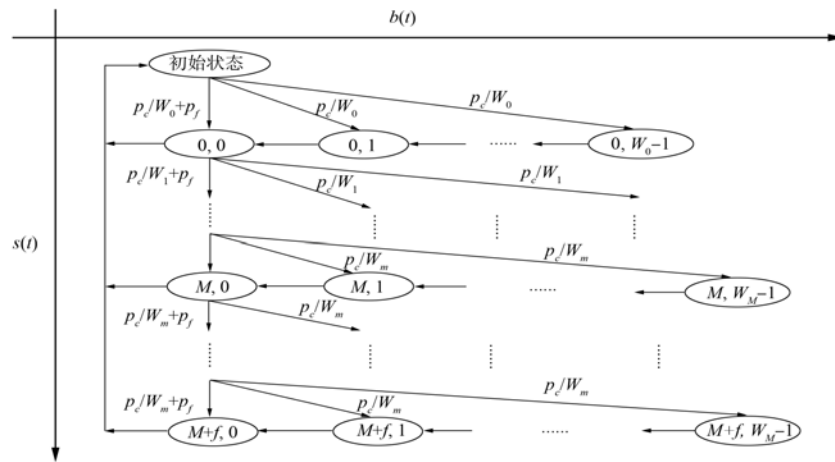 b(t)
初始状态
p_c/W_0+p_f p_c/W_0 p_c/W_0
0, 0 0, 1 …… 0, W_0−1
p_c/W_1+p_f p_c/W_1 p_c/W_1
s(t)
p_c/W_m p_c/W_m
M, 0 M, 1 …… M, W_M−1
p_c/W_m+p_f p_c/W_m
p_c/W_m+p_f p_c/W_m p_c/W_m
M+f, 0 M+f, 1 …… M+f, W_M−1